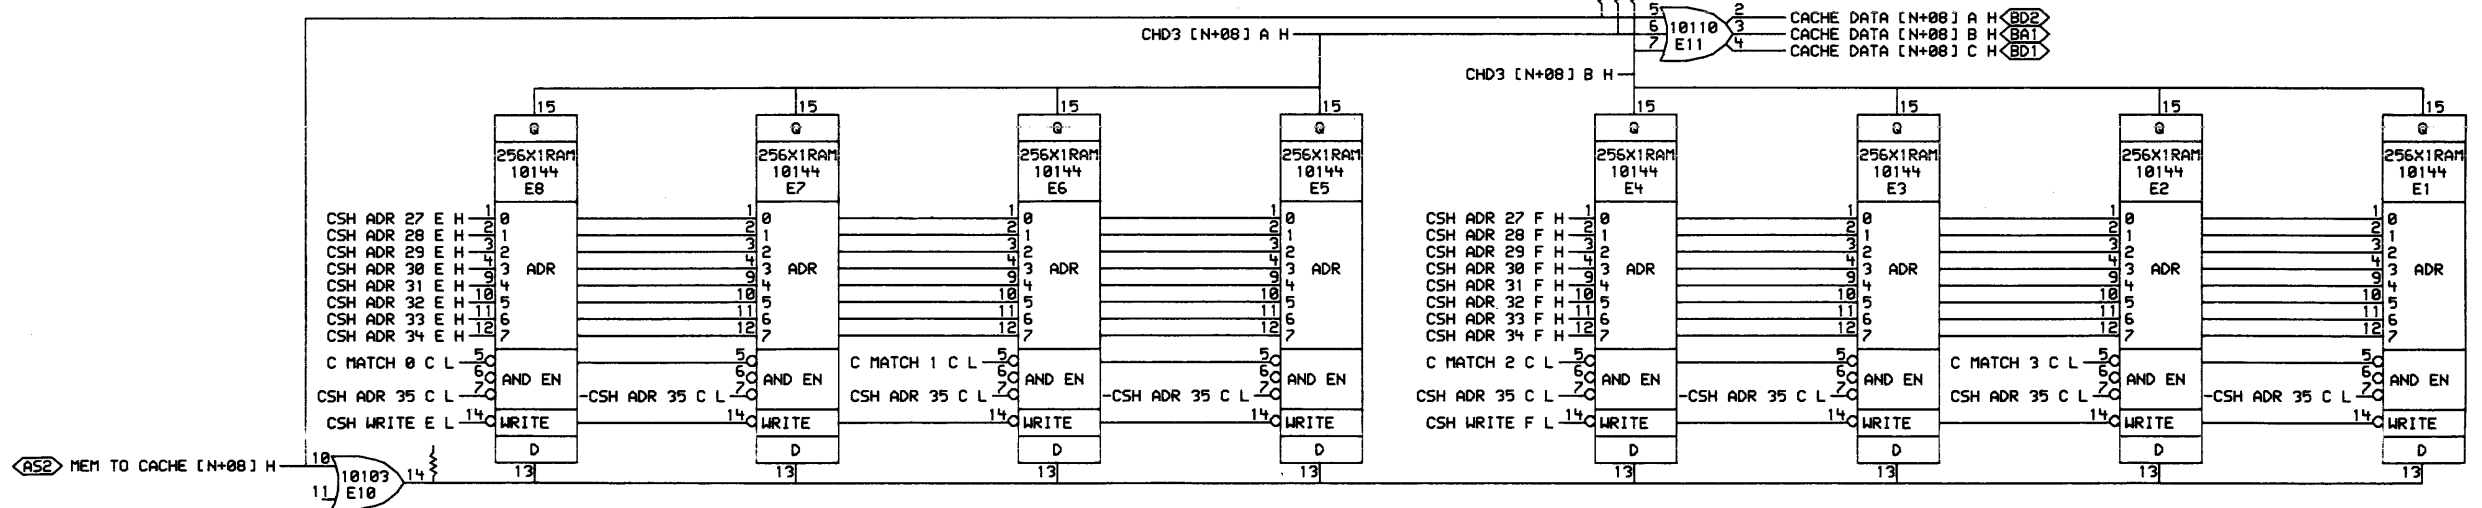 5 2 CACHE DATA [N+08] A H BD2
CHD3 [N+08] A H 6 10110 3 CACHE DATA [N+08] B H BA1
7 E11 4 CACHE DATA [N+08] C H BD1
CHD3 [N+08] B H
15 15 15 15 15 15 15 15
Q Q Q Q Q Q Q Q
256X1RAM 256X1RAM 256X1RAM 256X1RAM 256X1RAM 256X1RAM 256X1RAM 256X1RAM
10144 10144 10144 10144 10144 10144 10144 10144
E8 E7 E6 E5 E4 E3 E2 E1
CSH ADR 27 E H 1 0 1 0 1 0 1 0 CSH ADR 27 F H 1 0 1 0 1 0 1 0
CSH ADR 28 E H 2 1 2 1 2 1 2 1 CSH ADR 28 F H 2 1 2 1 2 1 2 1
CSH ADR 29 E H 3 2 3 2 3 2 3 2 CSH ADR 29 F H 3 2 3 2 3 2 3 2
CSH ADR 30 E H 4 3 ADR 4 3 ADR 4 3 ADR 4 3 ADR CSH ADR 30 F H 4 3 ADR 4 3 ADR 4 3 ADR 4 3 ADR
CSH ADR 31 E H 9 4 9 4 9 4 9 4 CSH ADR 31 F H 9 4 9 4 9 4 9 4
CSH ADR 32 E H 10 5 10 5 10 5 10 5 CSH ADR 32 F H 10 5 10 5 10 5 10 5
CSH ADR 33 E H 11 6 11 6 11 6 11 6 CSH ADR 33 F H 11 6 11 6 11 6 11 6
CSH ADR 34 E H 12 7 12 7 12 7 12 7 CSH ADR 34 F H 12 7 12 7 12 7 12 7
C MATCH 0 C L 5 5 C MATCH 1 C L 5 5 C MATCH 2 C L 5 5 C MATCH 3 C L 5 5
6 AND EN 6 AND EN 6 AND EN 6 AND EN 6 AND EN 6 AND EN 6 AND EN 6 AND EN
CSH ADR 35 C L 7 -CSH ADR 35 C L 7 CSH ADR 35 C L 7 -CSH ADR 35 C L 7 CSH ADR 35 C L 7 -CSH ADR 35 C L 7 CSH ADR 35 C L 7 -CSH ADR 35 C L 7
CSH WRITE E L 14 WRITE 14 WRITE 14 WRITE 14 WRITE CSH WRITE F L 14 WRITE 14 WRITE 14 WRITE 14 WRITE
D D D D D D D D
AS2 MEM TO CACHE [N+08] H 10 10103 14 13 13 13 13 13 13 13 13
11 E10